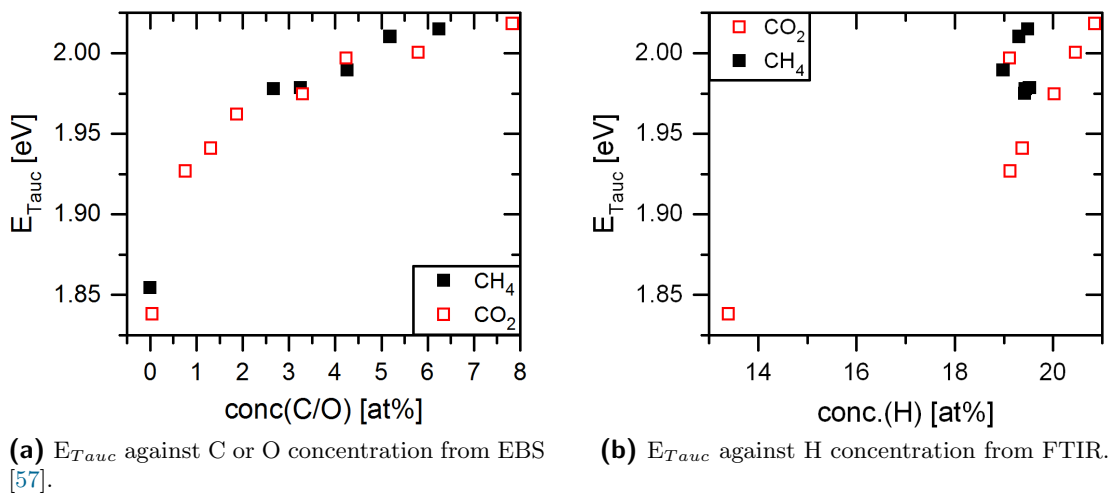 2.00
1.95
1.90
1.85
E_Tauc [eV]
0 1 2 3 4 5 6 7 8
conc(C/O) [at%]
CH₄
CO₂
(a) E_Tauc against C or O concentration from EBS
[57].
CO₂
CH₄
2.00
1.95
1.90
1.85
E_Tauc [eV]
14 16 18 20
conc.(H) [at%]
(b) E_Tauc against H concentration from FTIR.